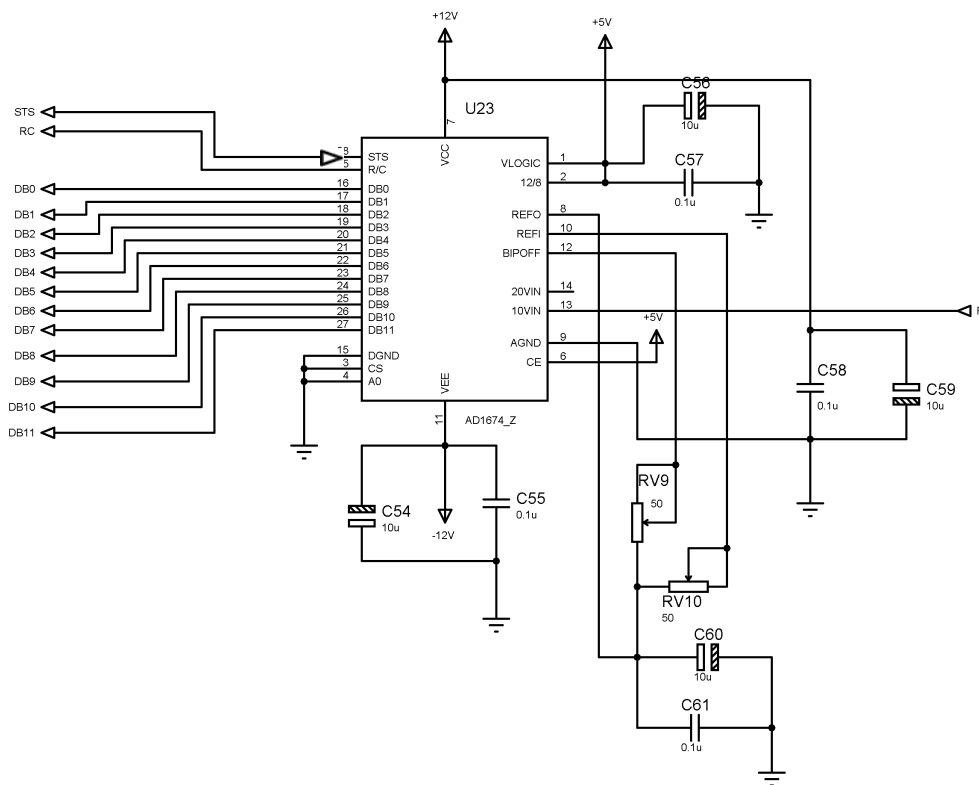 +12V
+5V
STS
RC
DB0
DB1
DB2
DB3
DB4
DB5
DB6
DB7
DB8
DB9
DB10
DB11
U23
7
VCC
5
16
17
18
19
20
21
22
23
24
25
26
27
15
3
4
STS
R/C
DB0
DB1
DB2
DB3
DB4
DB5
DB6
DB7
DB8
DB9
DB10
DB11
DGND
CS
A0
VLOGIC
12/8
REFO
REFI
BIPOFF
20VIN
10VIN
AGND
CE
1
2
8
10
12
14
13
9
6
VEE
11
AD1674_Z
C56
10u
C57
0.1u
+5V
C58
0.1u
C59
10u
C54
10u
C55
0.1u
-12V
RV9
50
RV10
50
C60
10u
C61
0.1u